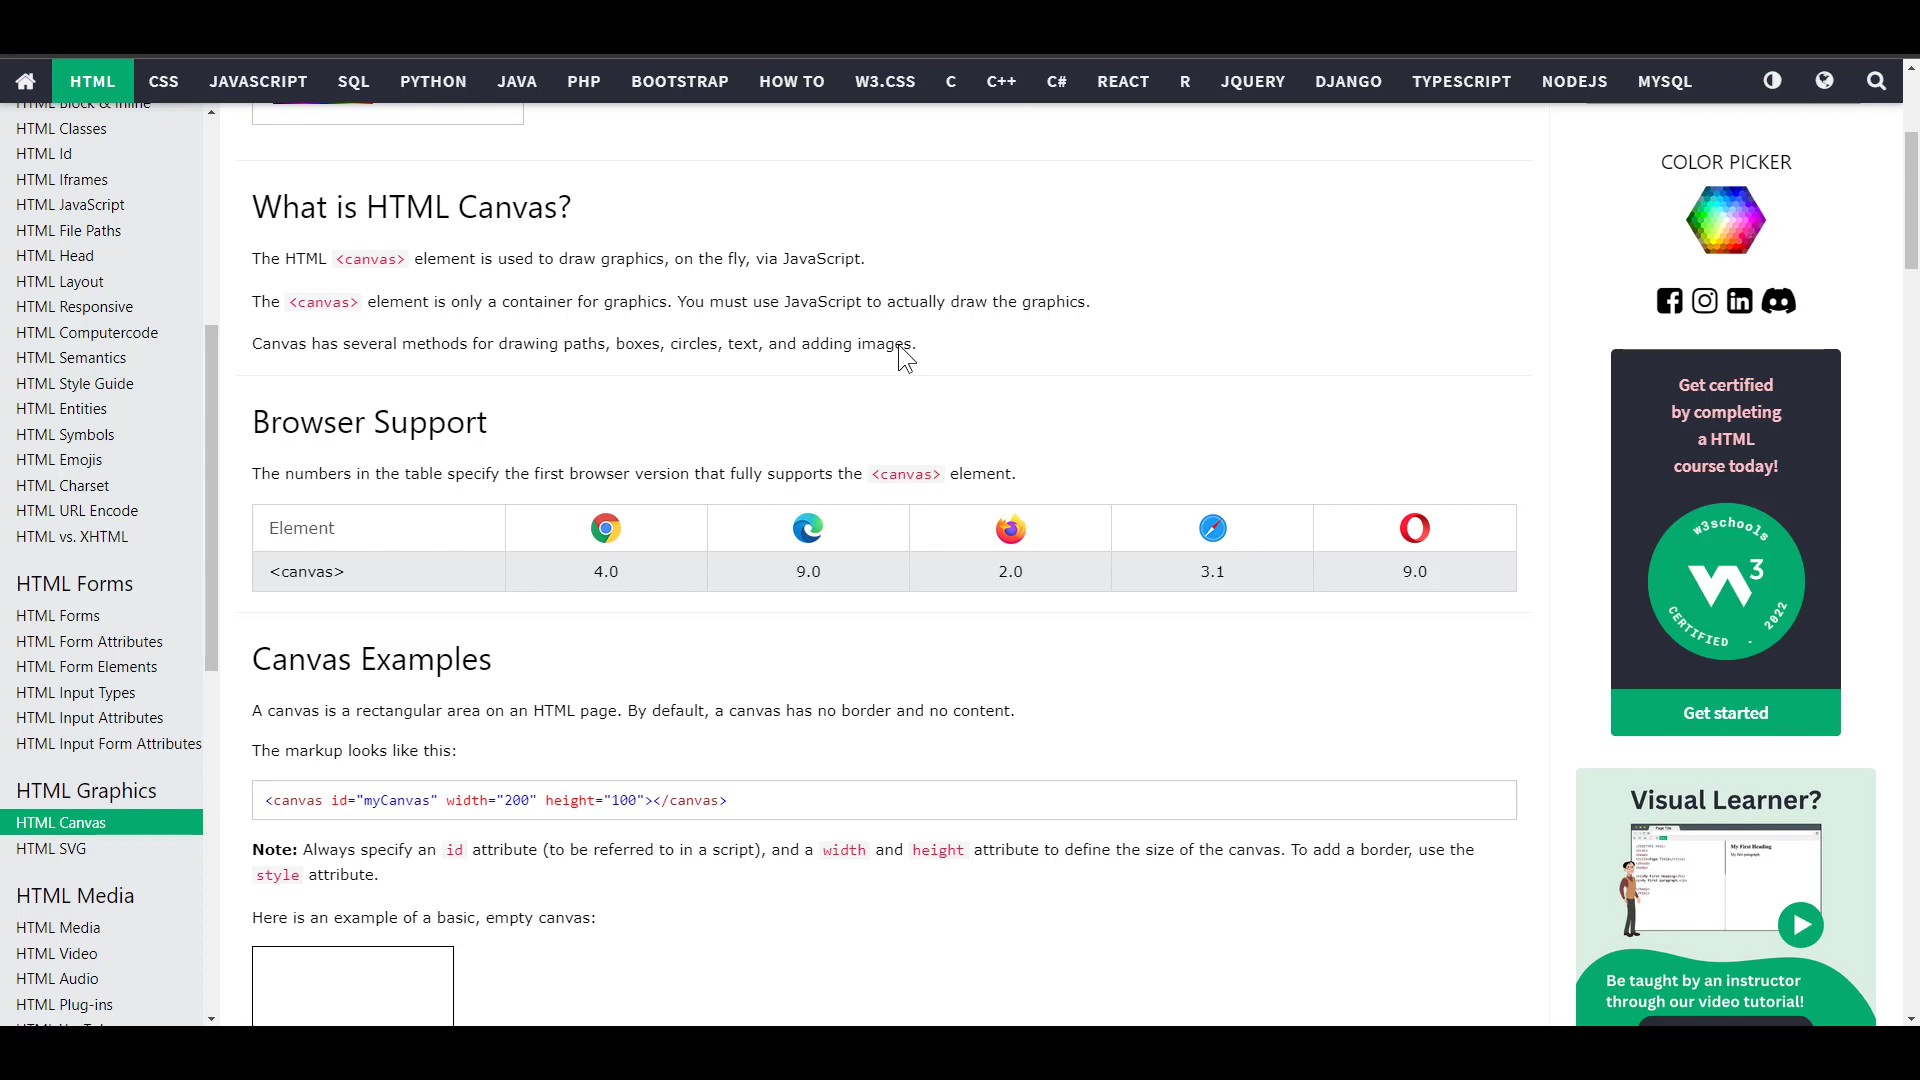 HTML CSS JAVASCRIPT SQL PYTHON JAVA PHP BOOTSTRAP HOW TO W3.CSS C C++ C# REACT R JQUERY DJANGO TYPESCRIPT NODEJS MYSQL
HTML Block & Inline
HTML Classes
HTML Id
HTML Iframes
HTML JavaScript
HTML File Paths
HTML Head
HTML Layout
HTML Responsive
HTML Computercode
HTML Semantics
HTML Style Guide
HTML Entities
HTML Symbols
HTML Emojis
HTML Charset
HTML URL Encode
HTML vs. XHTML
HTML Forms
HTML Forms
HTML Form Attributes
HTML Form Elements
HTML Input Types
HTML Input Attributes
HTML Input Form Attributes
HTML Graphics
HTML Canvas
HTML SVG
HTML Media
HTML Media
HTML Video
HTML Audio
HTML Plug-ins
What is HTML Canvas?
The HTML <canvas> element is used to draw graphics, on the fly, via JavaScript.
The <canvas> element is only a container for graphics. You must use JavaScript to actually draw the graphics.
Canvas has several methods for drawing paths, boxes, circles, text, and adding images.
Browser Support
The numbers in the table specify the first browser version that fully supports the <canvas> element.
Element
<canvas> 4.0 9.0 2.0 3.1 9.0
Canvas Examples
A canvas is a rectangular area on an HTML page. By default, a canvas has no border and no content.
The markup looks like this:
<canvas id="myCanvas" width="200" height="100"></canvas>
Note: Always specify an id attribute (to be referred to in a script), and a width and height attribute to define the size of the canvas. To add a border, use the
style attribute.
Here is an example of a basic, empty canvas:
COLOR PICKER
Get certified
by completing
a HTML
course today!
w3schools
W3
CERTIFIED . 2022
Get started
Visual Learner?
My First Heading
My first paragraph.
Be taught by an instructor
through our video tutorial!